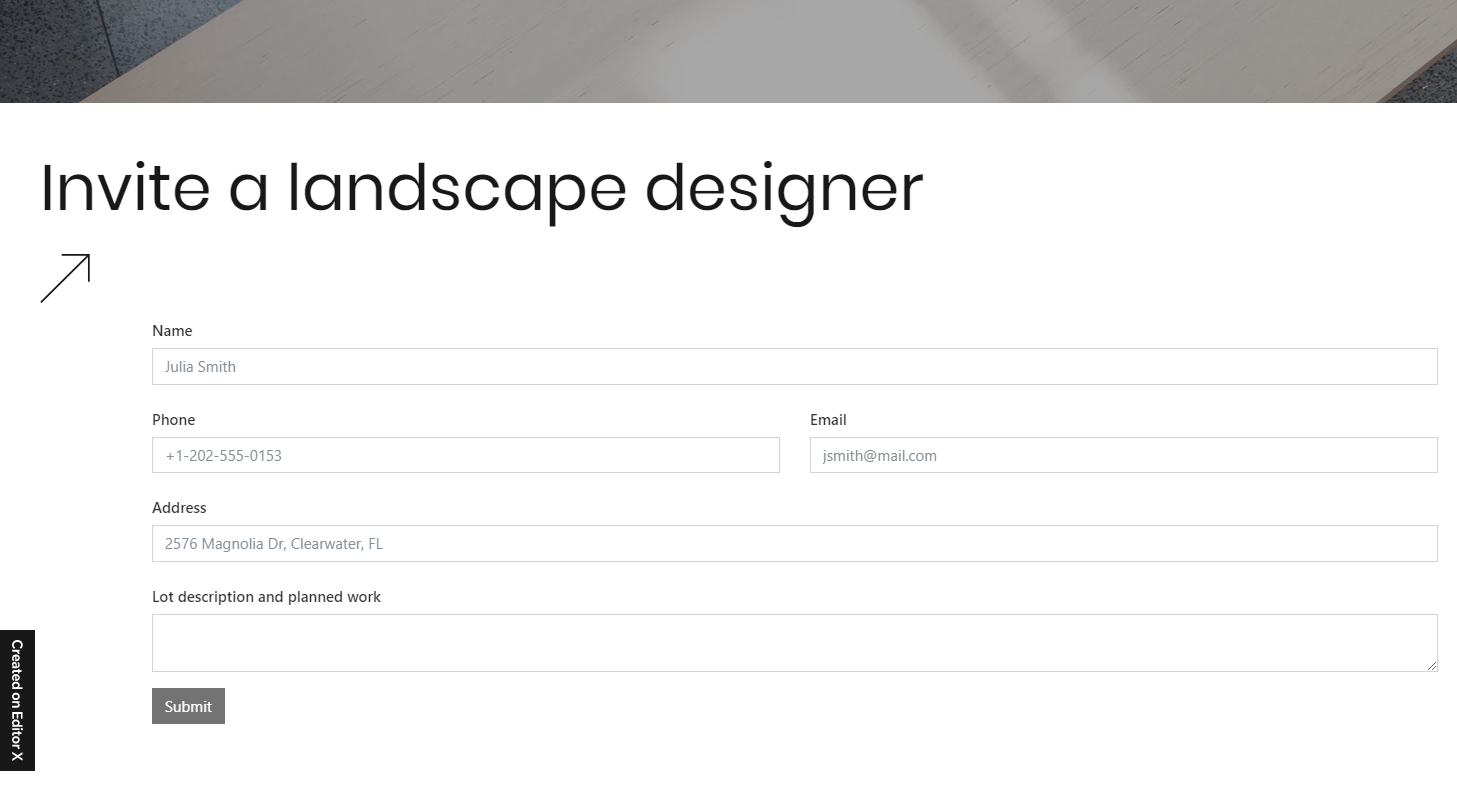 Invite a landscape designer
Name
Julia Smith
Phone
Email
+1-202-555-0153
jsmith@mail.com
Address
2576 Magnolia Dr, Clearwater, FL
Lot description and planned work
Submit
Created on Editor X